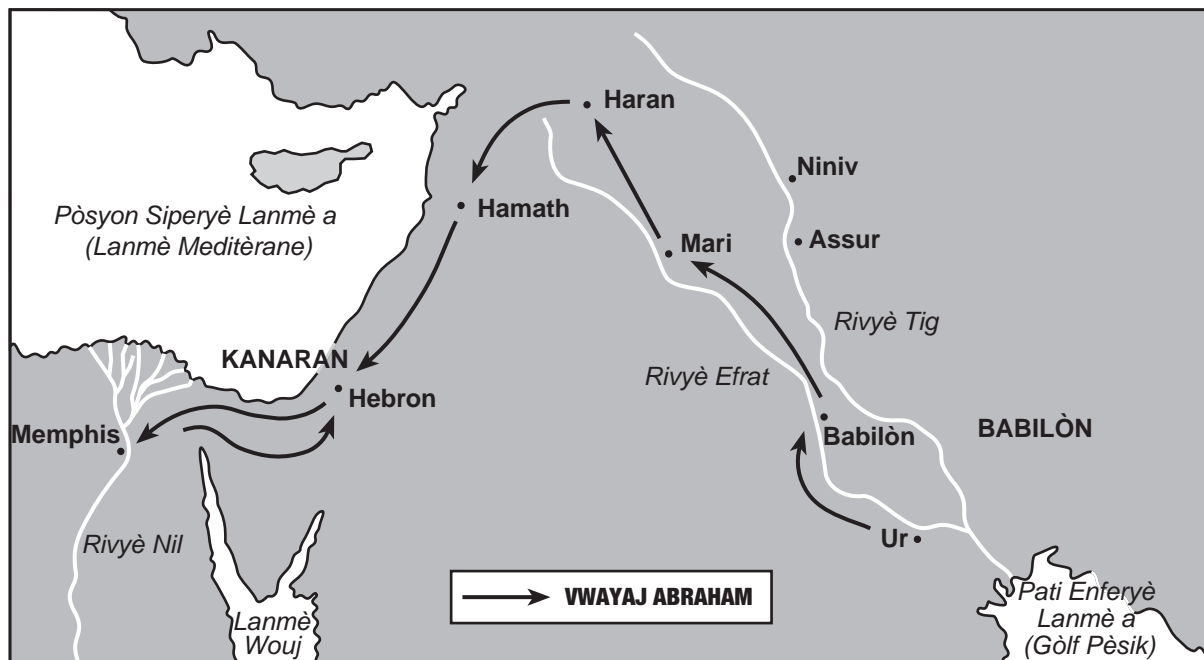 Haran
Niniv
Pòsyon Siperyè Lanmè a
(Lanmè Meditèrane)
Hamath
Mari
Assur
Rivyè Tig
KANARAN
Rivyè Efrat
Hebron
Memphis
Babilòn
BABILÒN
Rivyè Nil
Ur
VWAYAJ ABRAHAM
Lanmè
Wouj
Pati Enferyè
Lanmè a
(Gòlf Pèsik)